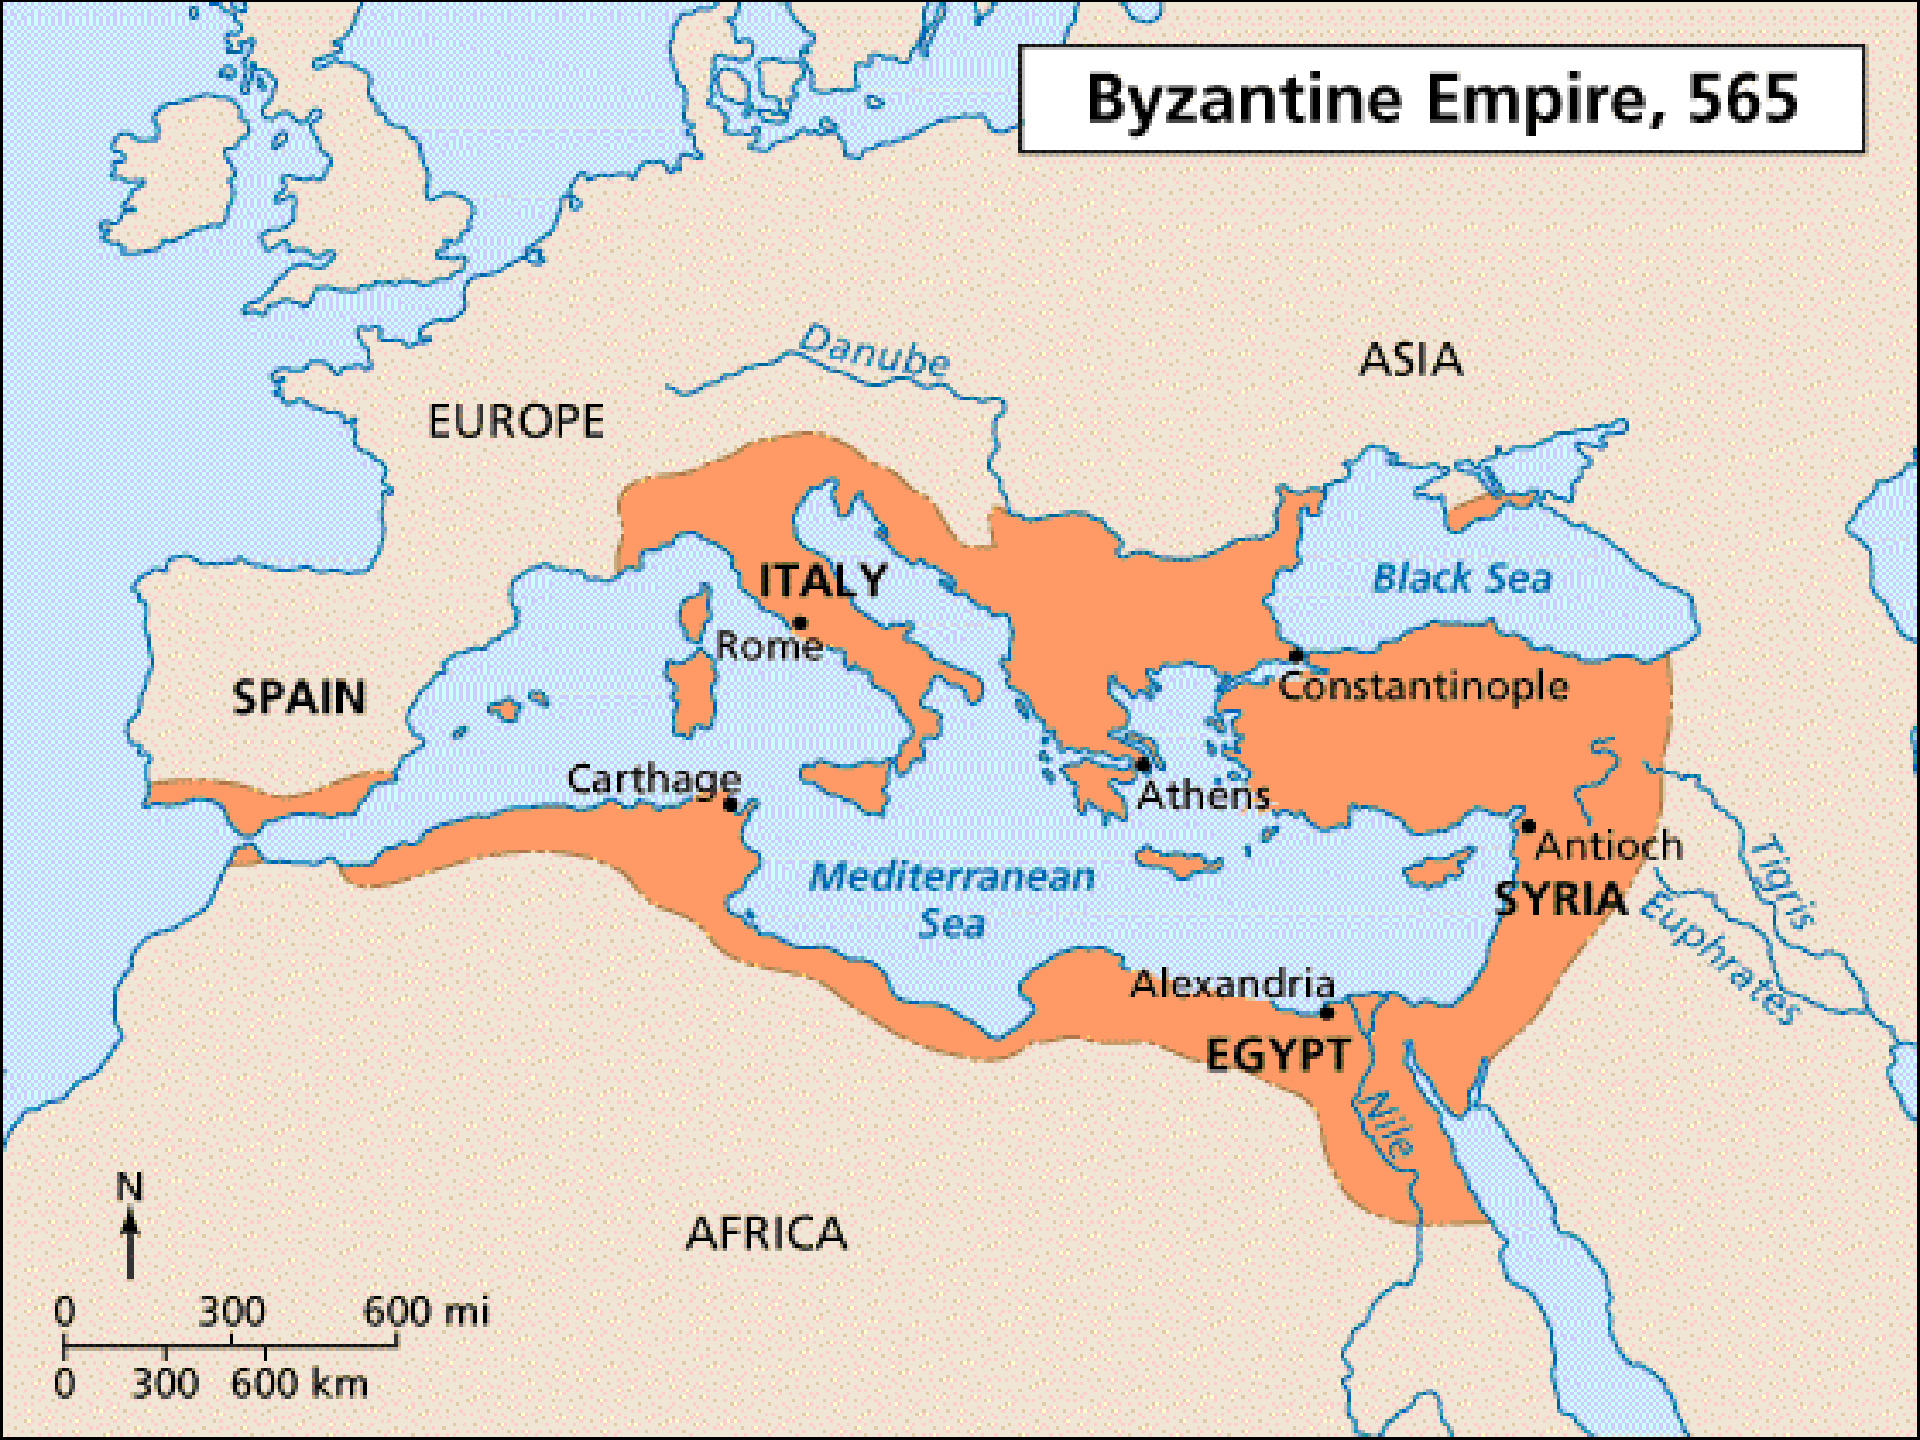 Byzantine Empire, 565
Danube
ASIA
EUROPE
Black Sea
ITALY
Rome
Constantinople
SPAIN
Carthage
Athens
Antioch
Tigris
Mediterranean
Sea
SYRIA
Euphrates
Alexandria
EGYPT
Nile
N
AFRICA
0 300 600 mi
0 300 600 km